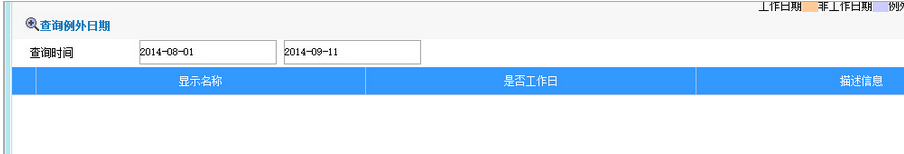 工作日期 非工作日期 例外
查询例外日期
查询时间 2014-08-01 2014-09-11
显示名称 是否工作日 描述信息